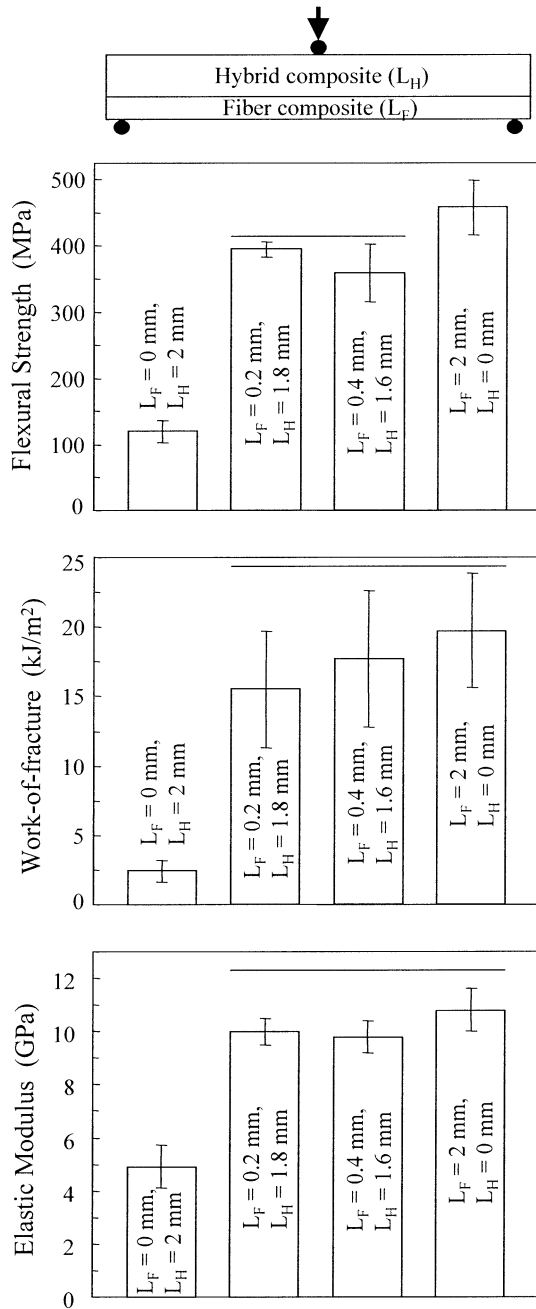 Hybrid composite (L_H)
Fiber composite (L_F)
Flexural Strength (MPa)
500
400
300
200
100
0
L_F = 0 mm,
L_H = 2 mm
L_F = 0.2 mm,
L_H = 1.8 mm
L_F = 0.4 mm,
L_H = 1.6 mm
L_F = 2 mm,
L_H = 0 mm
Work-of-fracture (kJ/m²)
25
20
15
10
5
0
L_F = 0 mm,
L_H = 2 mm
L_F = 0.2 mm,
L_H = 1.8 mm
L_F = 0.4 mm,
L_H = 1.6 mm
L_F = 2 mm,
L_H = 0 mm
Elastic Modulus (GPa)
12
10
8
6
4
2
0
L_F = 0 mm,
L_H = 2 mm
L_F = 0.2 mm,
L_H = 1.8 mm
L_F = 0.4 mm,
L_H = 1.6 mm
L_F = 2 mm,
L_H = 0 mm